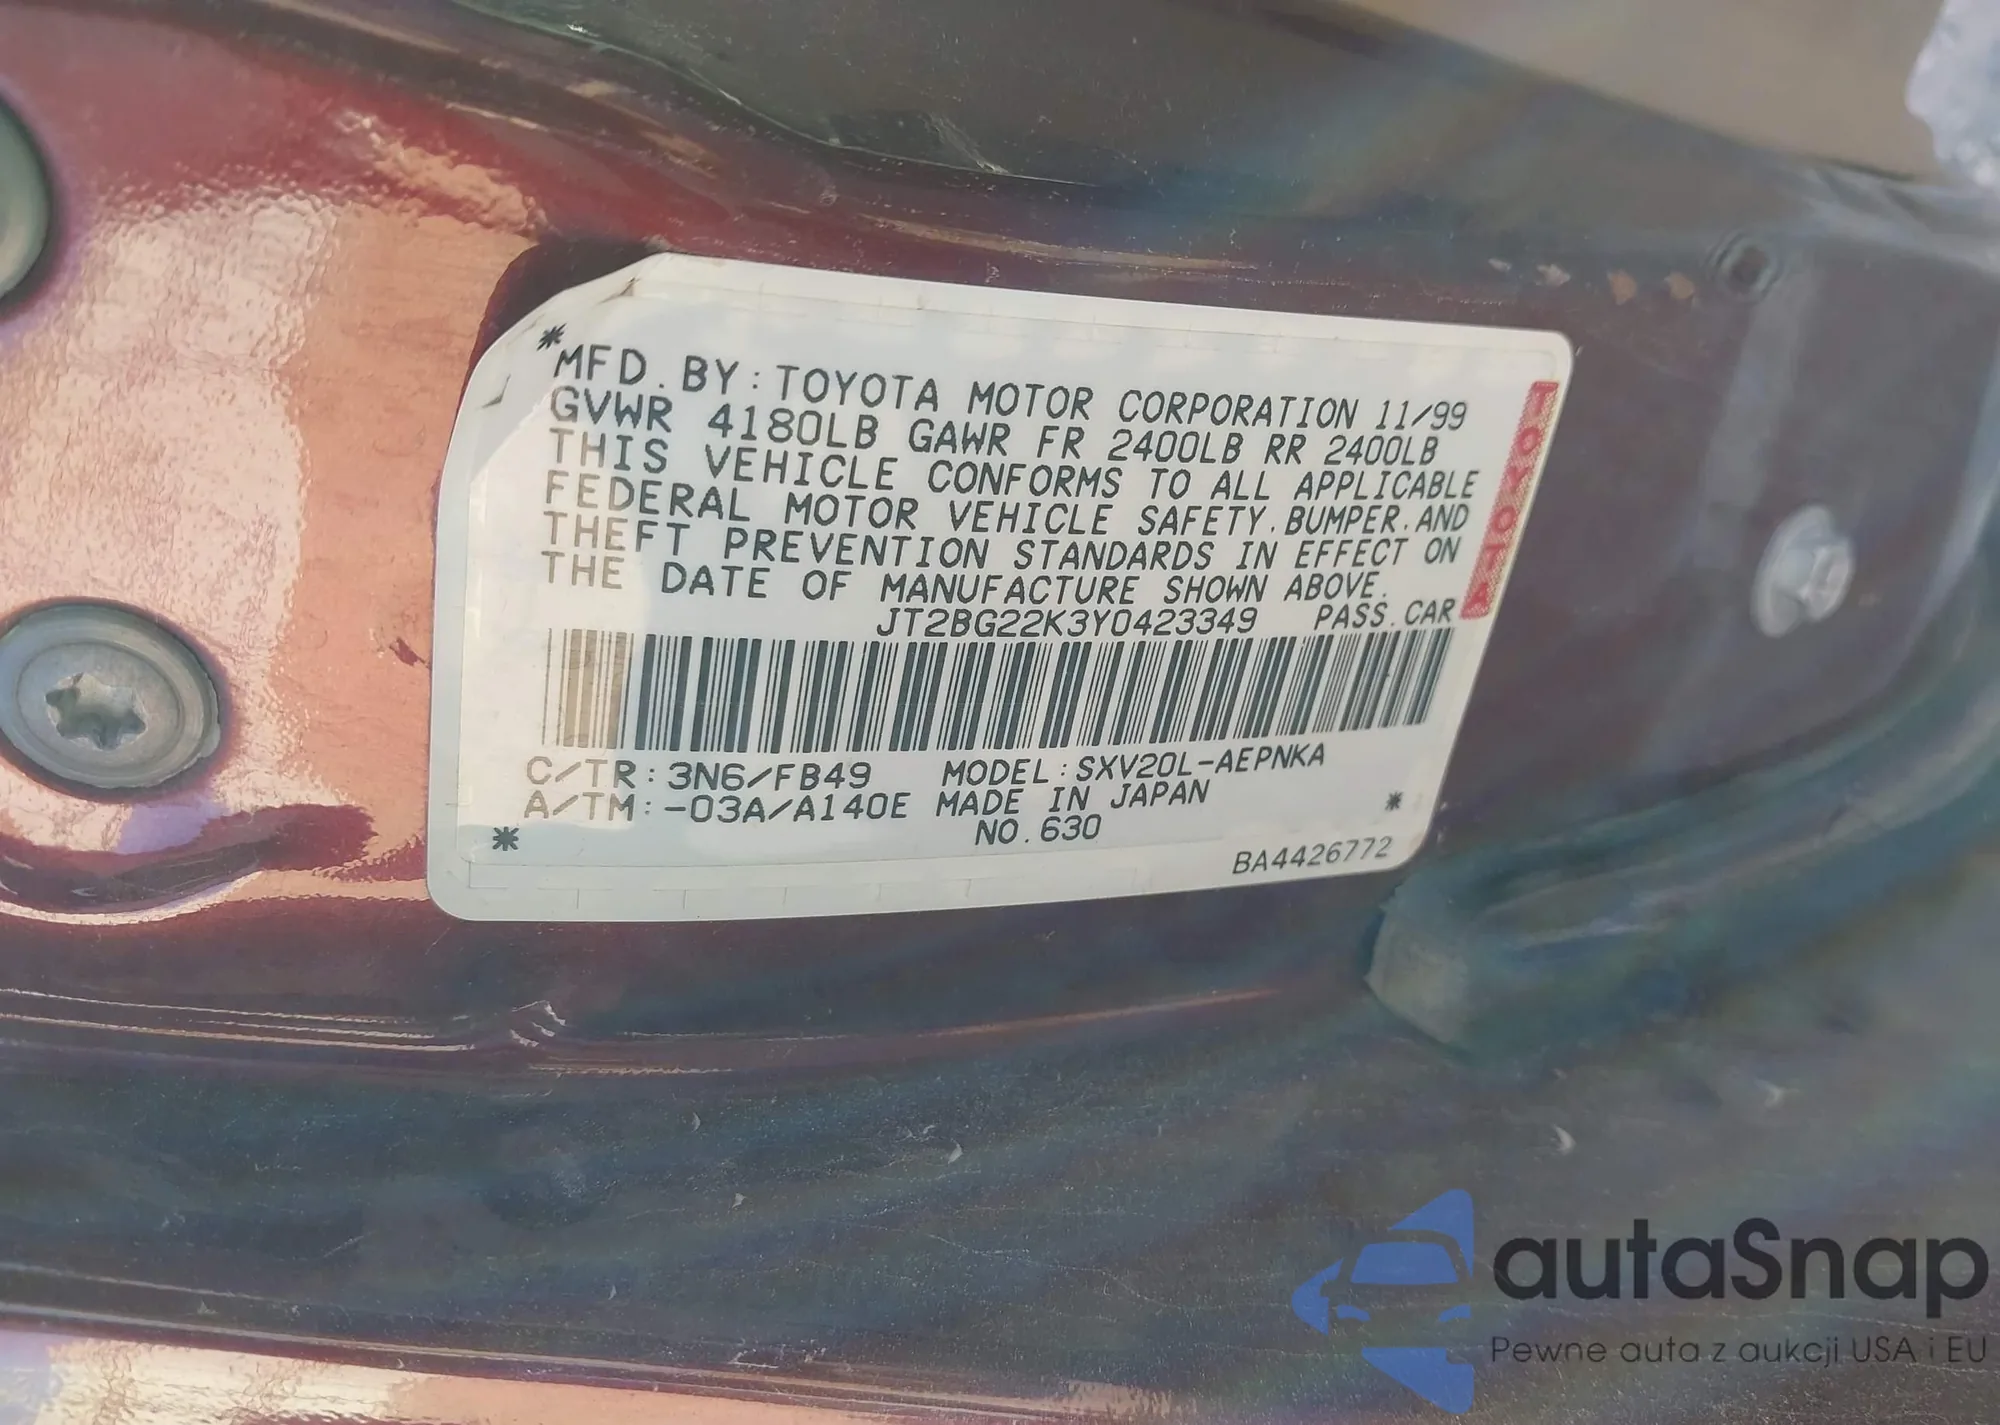 *
MFD. BY: TOYOTA MOTOR CORPORATION 11/99
GVWR 4180LB GAWR FR 2400LB RR 2400LB
THIS VEHICLE CONFORMS TO ALL APPLICABLE
FEDERAL MOTOR VEHICLE SAFETY, BUMPER, AND
THEFT PREVENTION STANDARDS IN EFFECT ON
THE DATE OF MANUFACTURE SHOWN ABOVE.
JT2BG22K3Y0423349 PASS. CAR
TOYOTA
C/TR: 3N6/FB49 MODEL: SXV20L-AEPNKA
A/TM: -03A/A140E MADE IN JAPAN *
* NO. 630
BA4426772
autaSnap
Pewne auta z aukcji USA i EU